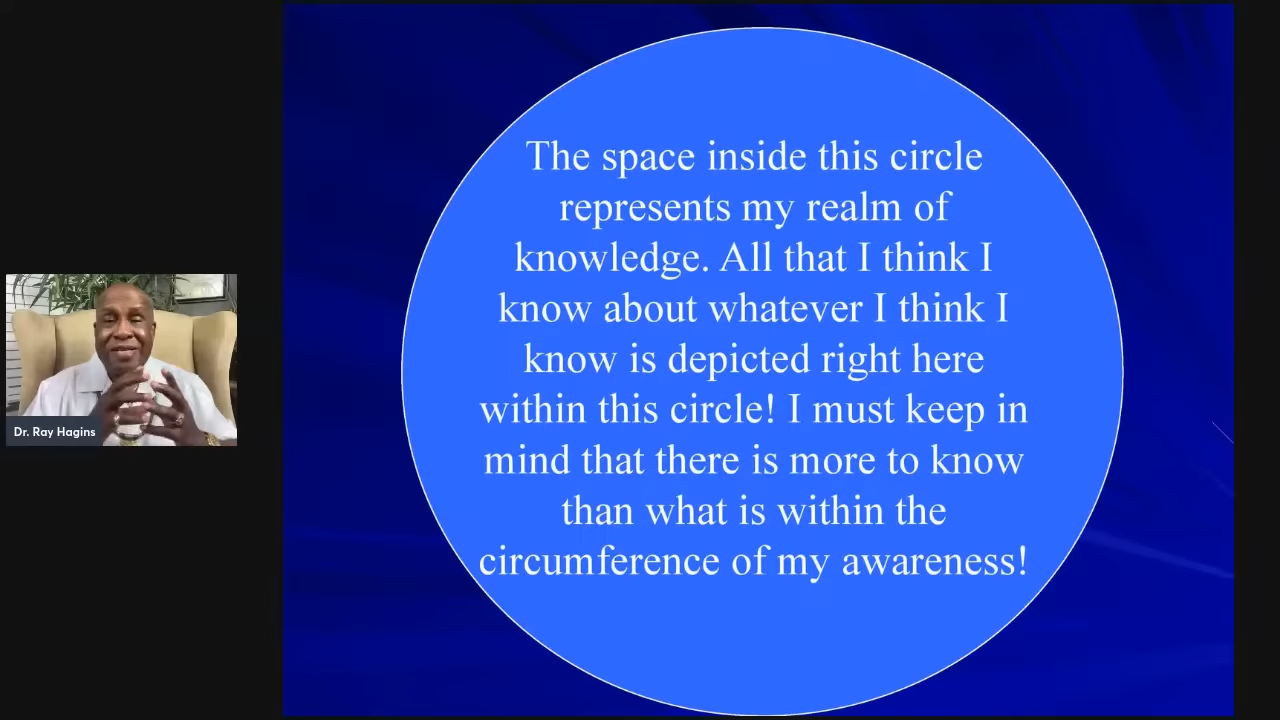 The space inside this circle
represents my realm of
knowledge. All that I think I
know about whatever I think I
know is depicted right here
within this circle! I must keep in
mind that there is more to know
than what is within the
circumference of my awareness!
Dr. Ray Hagins